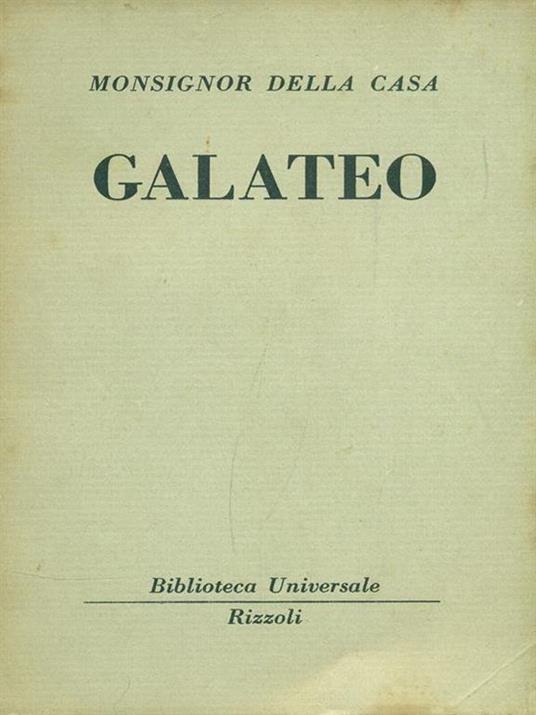 MONSIGNOR DELLA CASA
GALATEO
Biblioteca Universale
Rizzoli